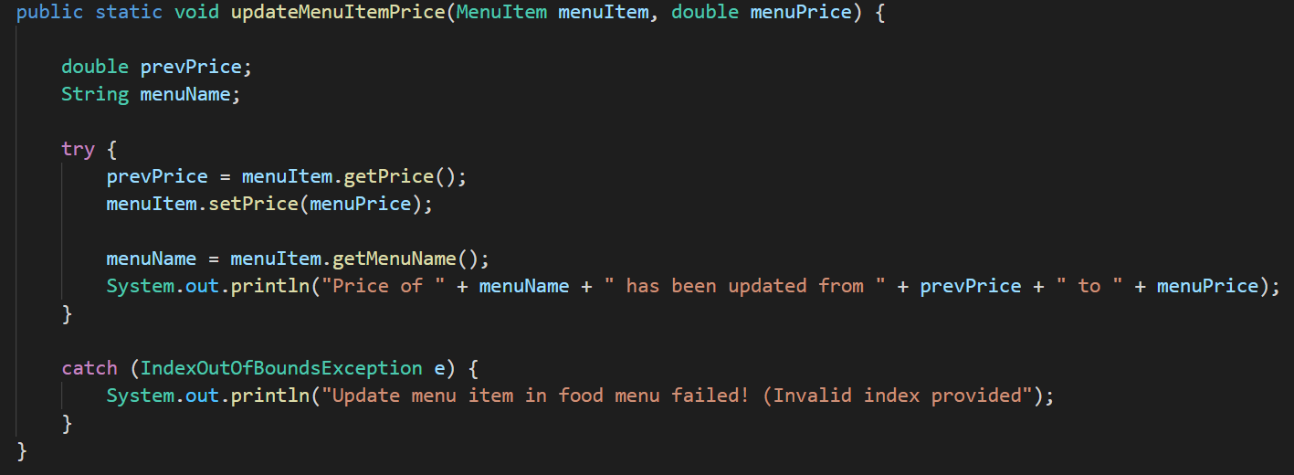 public static void updateMenuItemPrice(MenuItem menuItem, double menuPrice) {
double prevPrice;
String menuName;
try {
prevPrice = menuItem.getPrice();
menuItem.setPrice(menuPrice);
menuName = menuItem.getMenuName();
System.out.println("Price of " + menuName + " has been updated from " + prevPrice + " to " + menuPrice);
}
catch (IndexOutOfBoundsException e) {
System.out.println("Update menu item in food menu failed! (Invalid index provided");
}
}